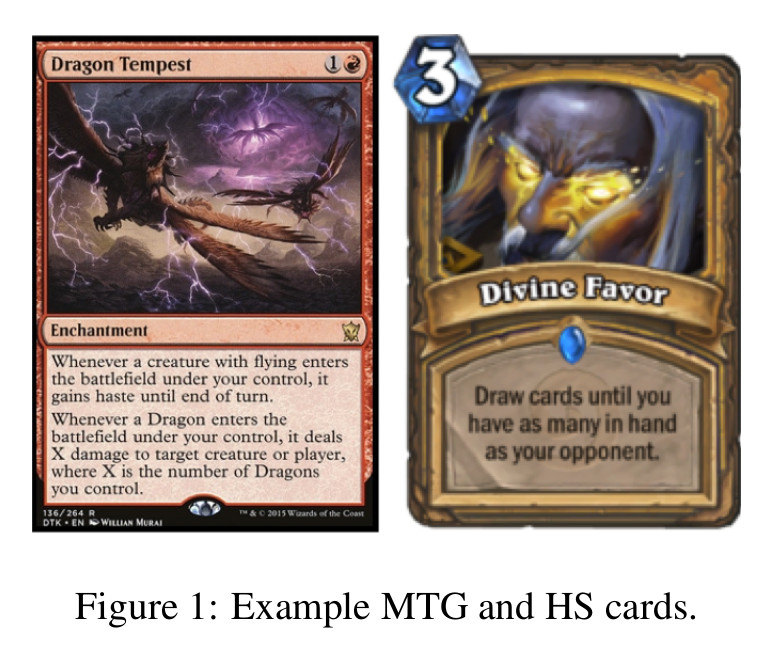 Dragon Tempest
1
Enchantment
Whenever a creature with flying enters
the battlefield under your control, it
gains haste until end of turn.
Whenever a Dragon enters the
battlefield under your control, it deals
X damage to target creature or player,
where X is the number of Dragons
you control.
136/264 R
DTK • EN WILLIAN MURAI
™ & © 2015 Wizards of the Coast
3
Divine Favor
Draw cards until you
have as many in hand
as your opponent.
Figure 1: Example MTG and HS cards.